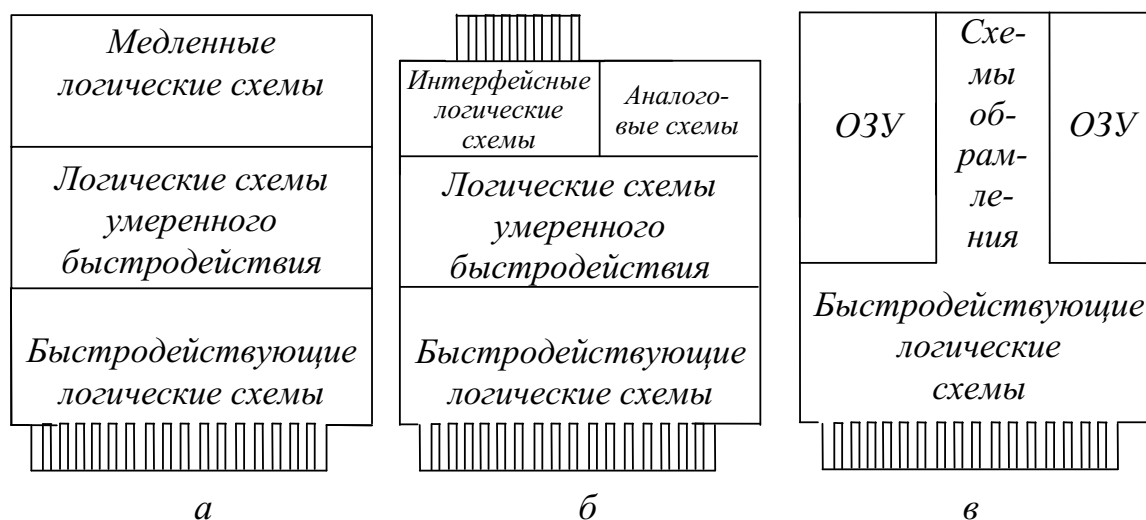 Медленные
логические схемы
Логические схемы
умеренного
быстродействия
Быстродействующие
логические схемы
а
Интерфейсные
логические
схемы
Аналого-
вые схемы
Логические схемы
умеренного
быстродействия
Быстродействующие
логические схемы
б
ОЗУ
Схе-
мы
об-
рам-
ле-
ния
ОЗУ
Быстродействующие
логические
схемы
в